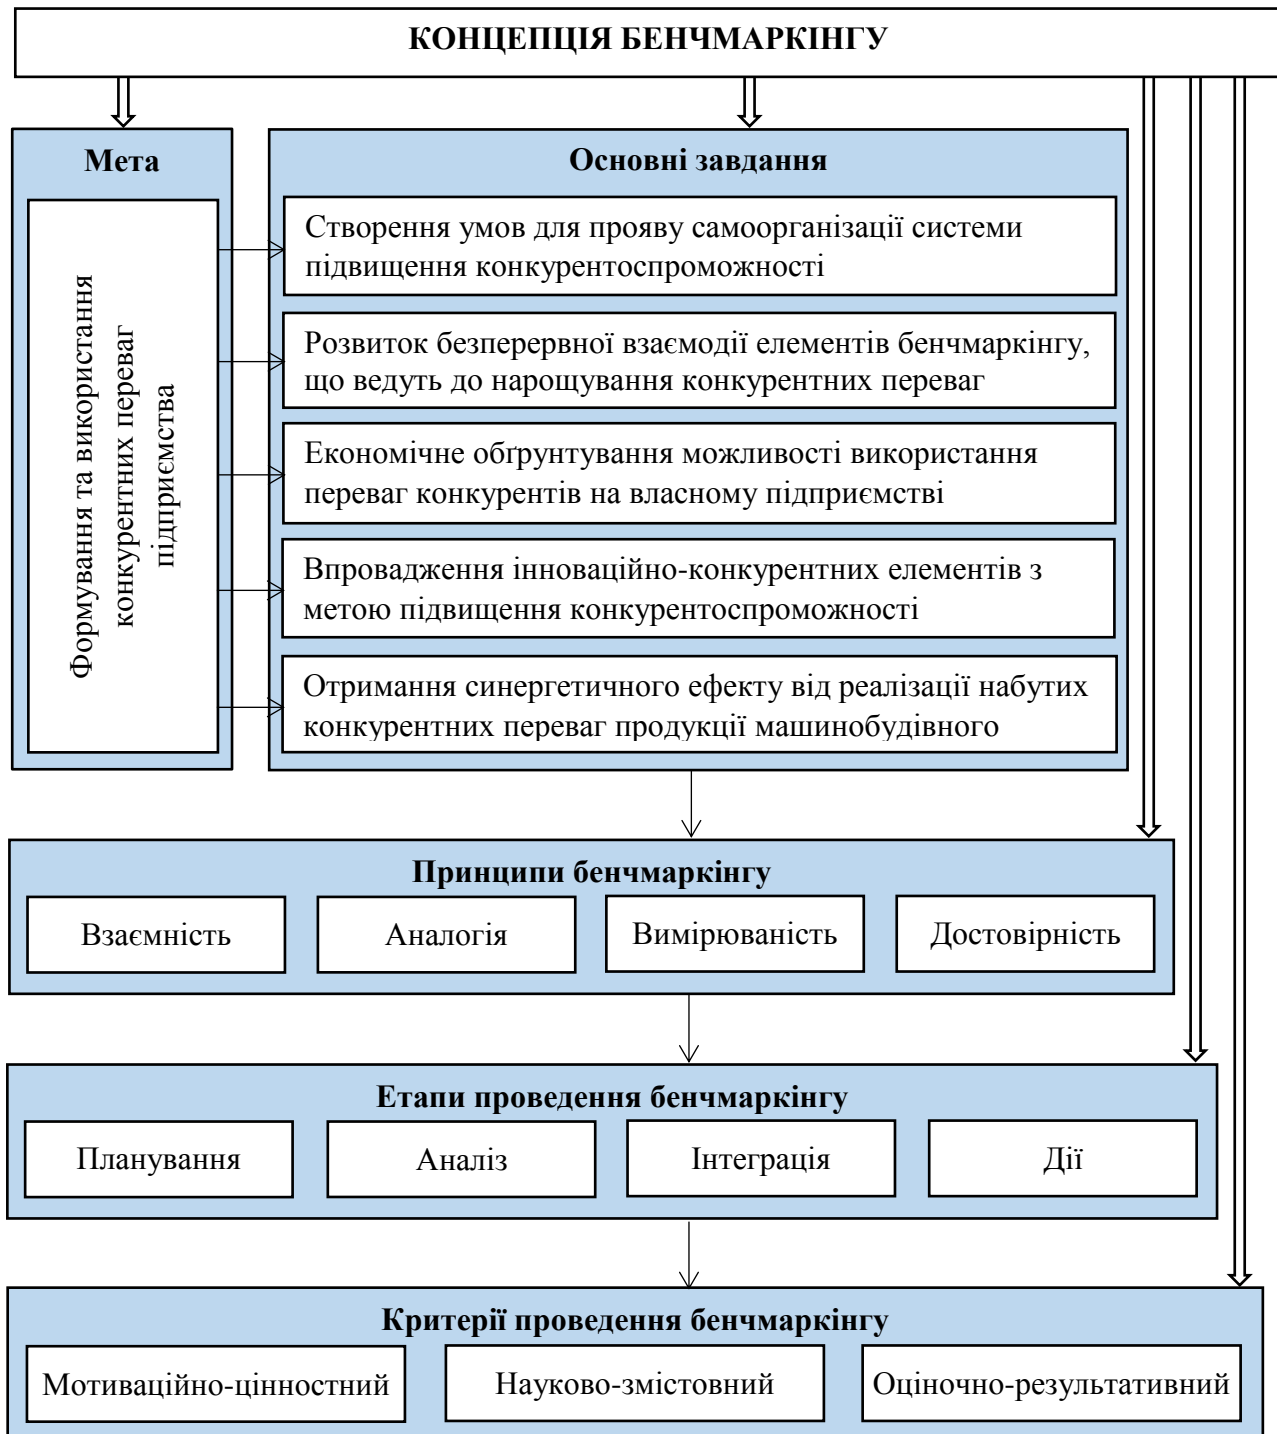 КОНЦЕПЦІЯ БЕНЧМАРКІНГУ
Мета
Формування та використання
конкурентних переваг
підприємства
Основні завдання
Створення умов для прояву самоорганізації системи
підвищення конкурентоспроможності
Розвиток безперервної взаємодії елементів бенчмаркінгу,
що ведуть до нарощування конкурентних переваг
Економічне обґрунтування можливості використання
переваг конкурентів на власному підприємстві
Впровадження інноваційно-конкурентних елементів з
метою підвищення конкурентоспроможності
Отримання синергетичного ефекту від реалізації набутих
конкурентних переваг продукції машинобудівного
Принципи бенчмаркінгу
Взаємність
Аналогія
Вимірюваність
Достовірність
Етапи проведення бенчмаркінгу
Планування
Аналіз
Інтеграція
Дії
Критерії проведення бенчмаркінгу
Мотиваційно-цінностний
Науково-змістовний
Оціночно-результативний